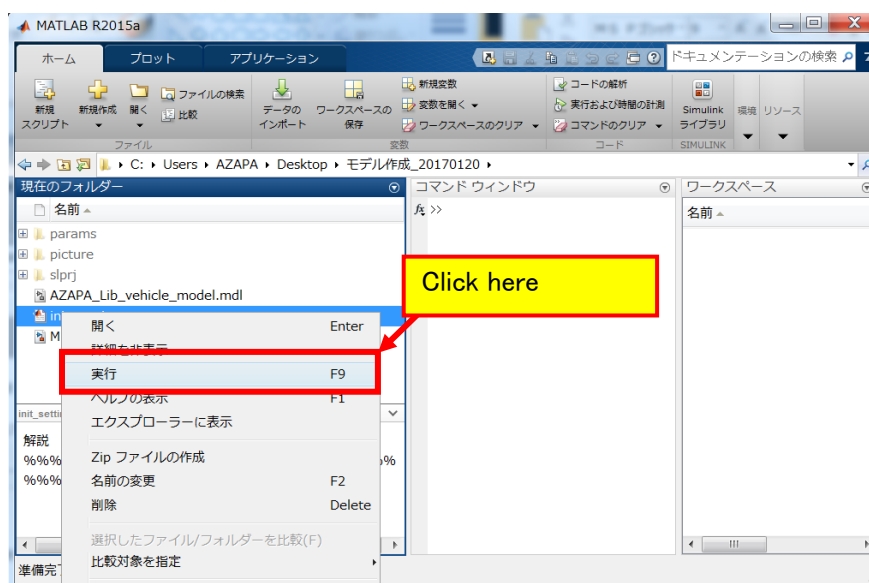 MATLAB R2015a
ホーム
プロット
アプリケーション
ドキュメンテーションの検索
新規
スクリプト
新規作成
開く
ファイルの検索
比較
データの
インポート
ワークスペースの
保存
新規変数
変数を開く
ワークスペースのクリア
コードの解析
実行および時間の計測
コマンドのクリア
Simulink
ライブラリ
環境
リソース
ファイル
変数
コード
SIMULINK
C: Users AZAPA Desktop モデル作成_20170120
現在のフォルダー
名前
params
picture
slprj
AZAPA_Lib_vehicle_model.mdl
コマンド ウィンドウ
fx >>
ワークスペース
名前
Click here
開く Enter
実行 F9
ヘルプの表示 F1
エクスプローラーに表示
Zip ファイルの作成
名前の変更 F2
削除 Delete
選択したファイル/フォルダーを比較(F)
比較対象を指定
解説
%%%
%%%
準備完了